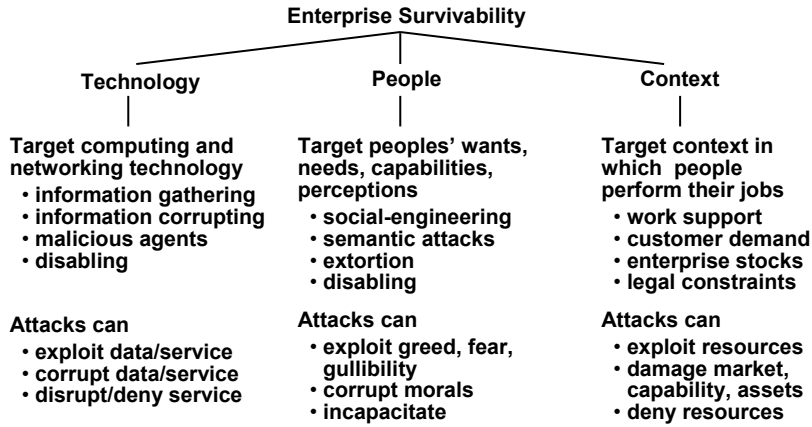 Enterprise Survivability
Technology
Target computing and
networking technology
• information gathering
• information corrupting
• malicious agents
• disabling
Attacks can
• exploit data/service
• corrupt data/service
• disrupt/deny service
People
Target peoples' wants,
needs, capabilities,
perceptions
• social-engineering
• semantic attacks
• extortion
• disabling
Attacks can
• exploit greed, fear,
gullibility
• corrupt morals
• incapacitate
Context
Target context in
which people
perform their jobs
• work support
• customer demand
• enterprise stocks
• legal constraints
Attacks can
• exploit resources
• damage market,
capability, assets
• deny resources